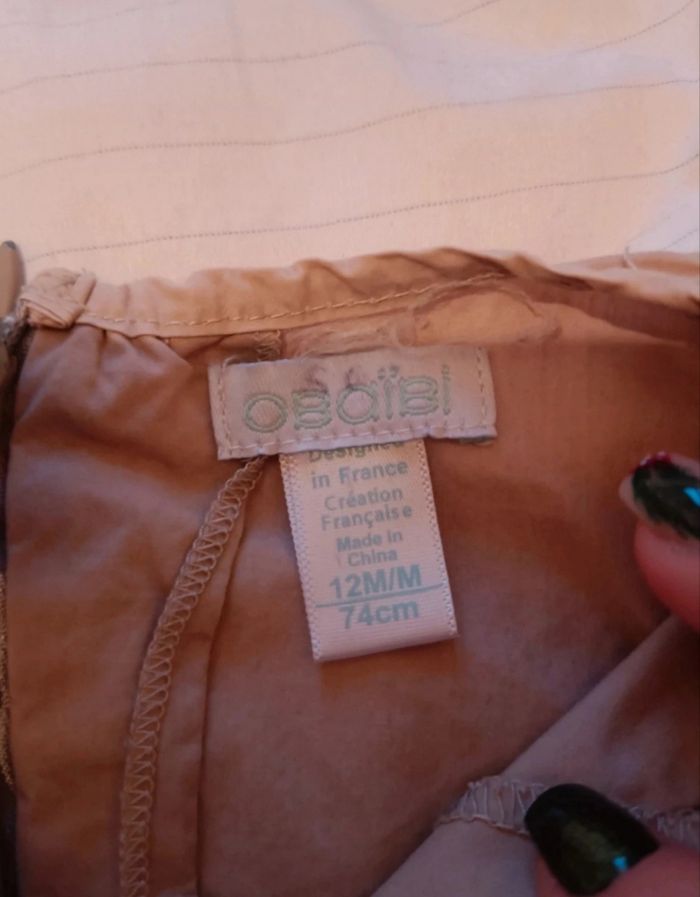 OBAÏBI
Designed
in France
Création
Française
Made in
China
12M/M
74cm